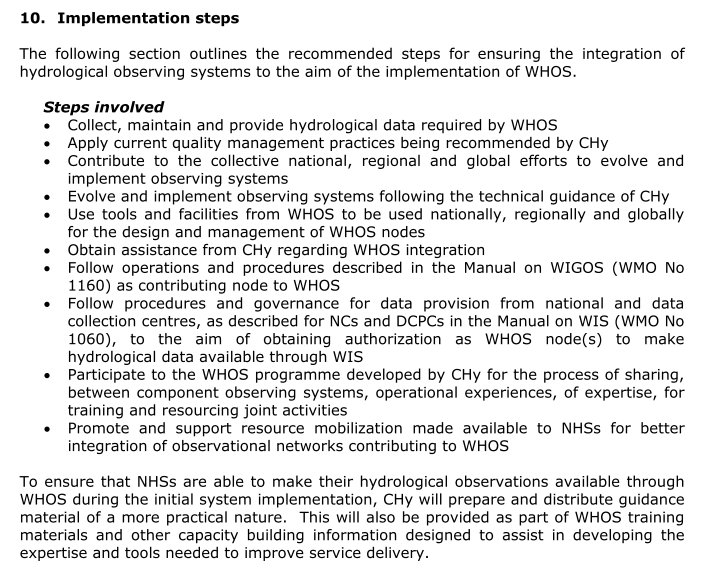 10. Implementation steps
The following section outlines the recommended steps for ensuring the integration of
hydrological observing systems to the aim of the implementation of WHOS.
Steps involved
• Collect, maintain and provide hydrological data required by WHOS
• Apply current quality management practices being recommended by CHy
• Contribute to the collective national, regional and global efforts to evolve and
implement observing systems
• Evolve and implement observing systems following the technical guidance of CHy
• Use tools and facilities from WHOS to be used nationally, regionally and globally
for the design and management of WHOS nodes
• Obtain assistance from CHy regarding WHOS integration
• Follow operations and procedures described in the Manual on WIGOS (WMO No
1160) as contributing node to WHOS
• Follow procedures and governance for data provision from national and data
collection centres, as described for NCs and DCPCs in the Manual on WIS (WMO No
1060), to the aim of obtaining authorization as WHOS node(s) to make
hydrological data available through WIS
• Participate to the WHOS programme developed by CHy for the process of sharing,
between component observing systems, operational experiences, of expertise, for
training and resourcing joint activities
• Promote and support resource mobilization made available to NHSs for better
integration of observational networks contributing to WHOS
To ensure that NHSs are able to make their hydrological observations available through
WHOS during the initial system implementation, CHy will prepare and distribute guidance
material of a more practical nature.  This will also be provided as part of WHOS training
materials and other capacity building information designed to assist in developing the
expertise and tools needed to improve service delivery.